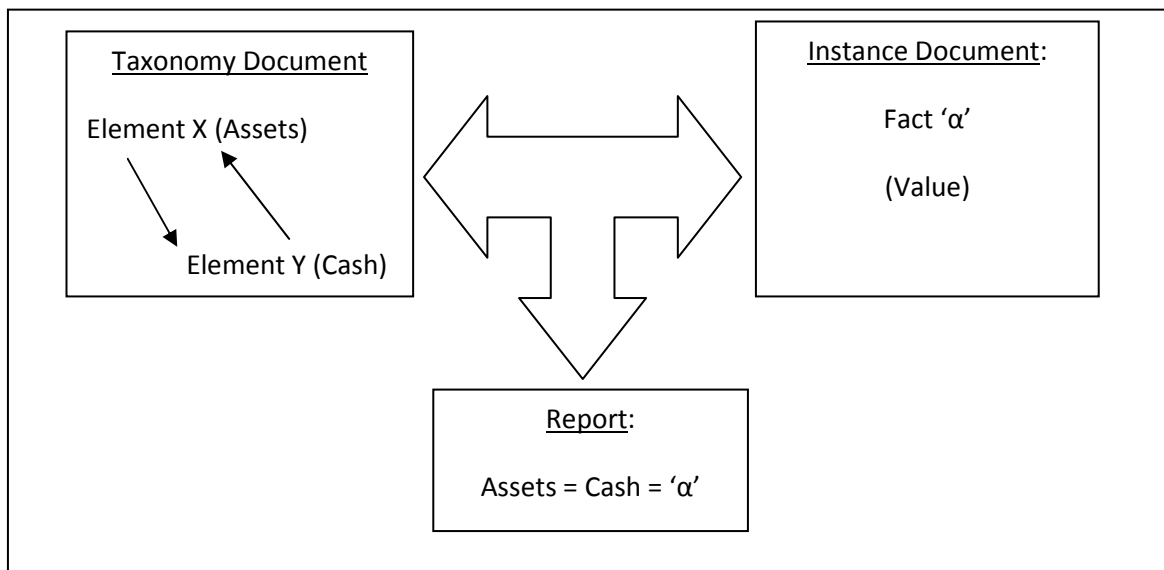 Taxonomy Document
Element X (Assets)
Element Y (Cash)
Instance Document:
Fact ‘α’
(Value)
Report:
Assets = Cash = ‘α’